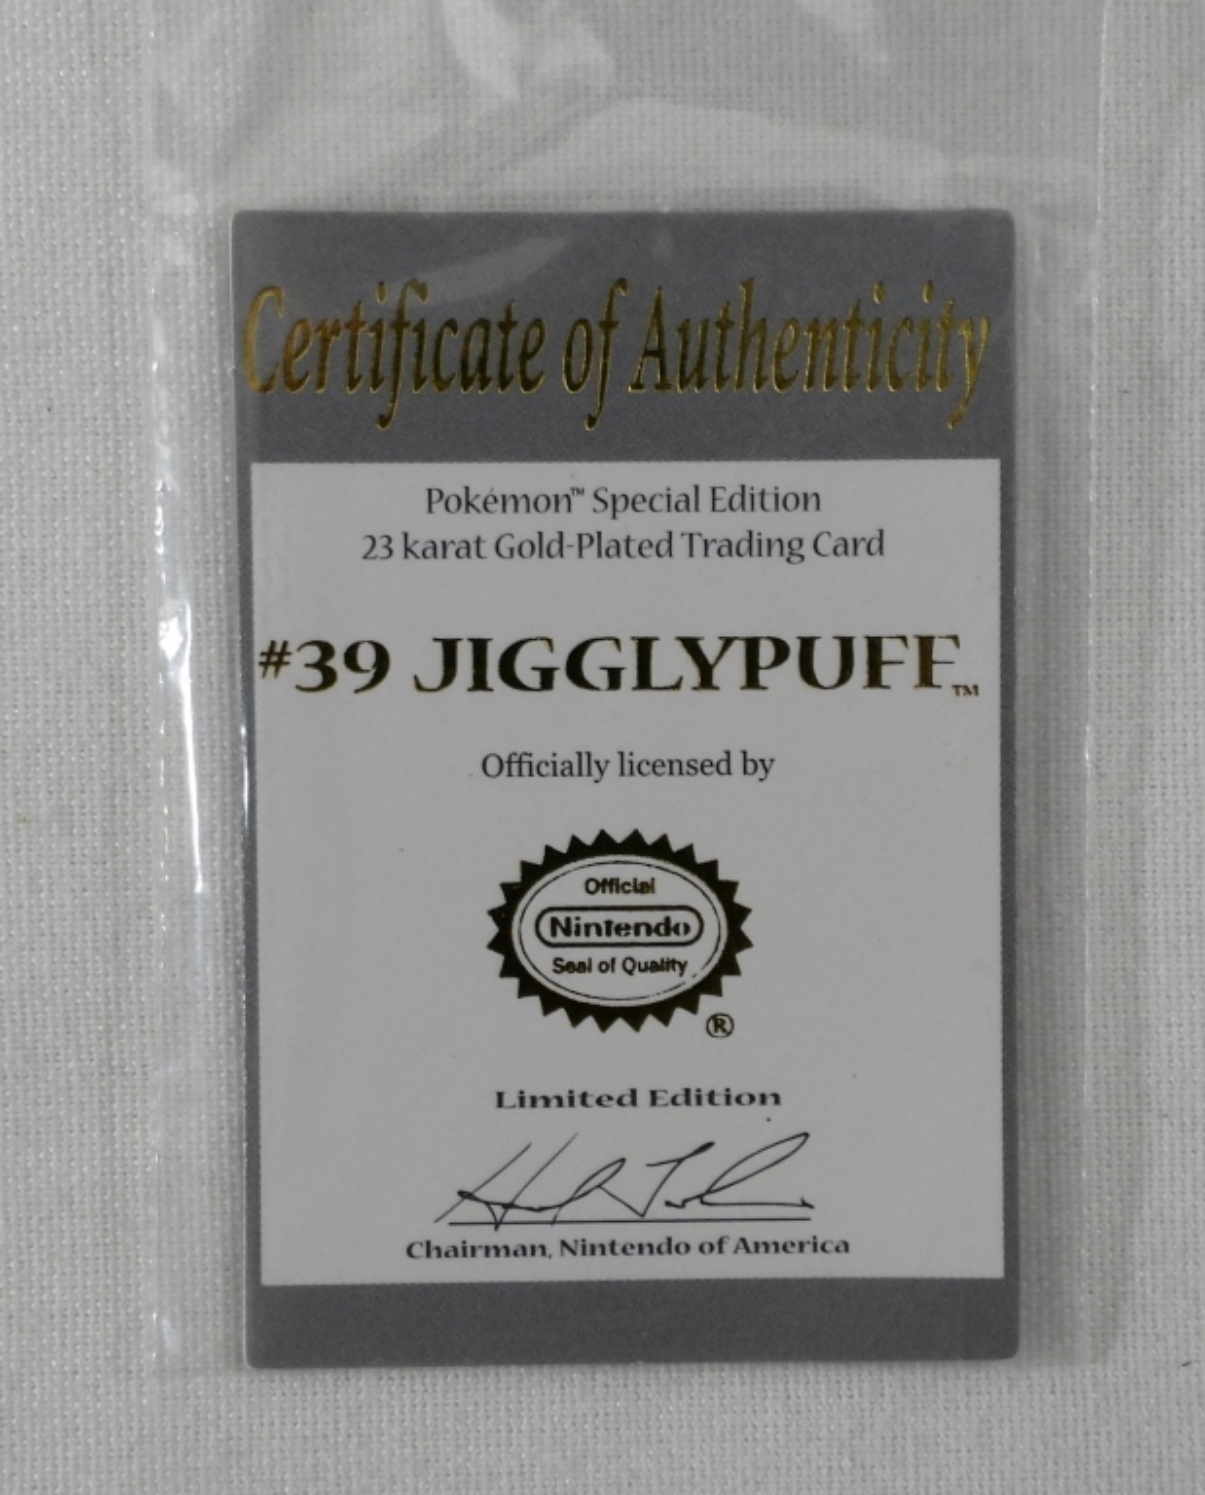 Certificate of Authenticity
Pokémon™ Special Edition
23 karat Gold-Plated Trading Card
#39 JIGGLYPUFF™
Officially licensed by
Official
Nintendo
Seal of Quality
®
Limited Edition
Chairman, Nintendo of America